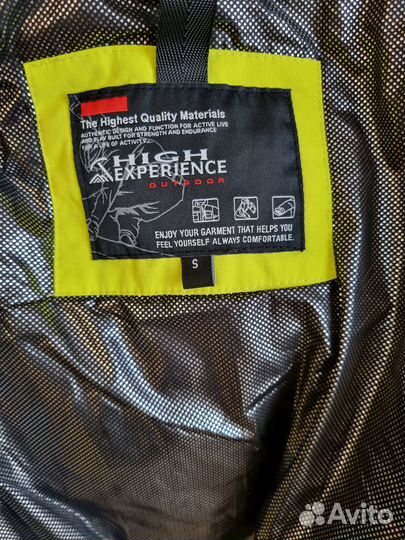 The Highest Quality Materials
AUTHENTIC DESIGN AND FUNCTION FOR ACTIVE LIVE
AND PLAY BUILT FOR STRENGTH AND ENDURANCE
FOR A LIFE OF ACTIVITY.
HIGH
EXPERIENCE
OUTDOOR
ENJOY YOUR GARMENT THAT HELPS YOU
FEEL YOURSELF ALWAYS COMFORTABLE.
S
Avito